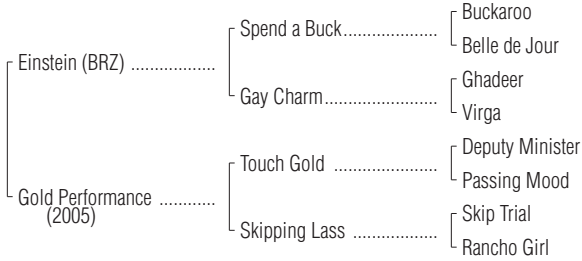 Buckaroo
Spend a Buck.....................
Belle de Jour
Einstein (BRZ) ..................
Ghadeer
Gay Charm.........................
Virga
Deputy Minister
Touch Gold ......................
Passing Mood
Gold Performance ............
(2005)
Skip Trial
Skipping Lass ..................
Rancho Girl